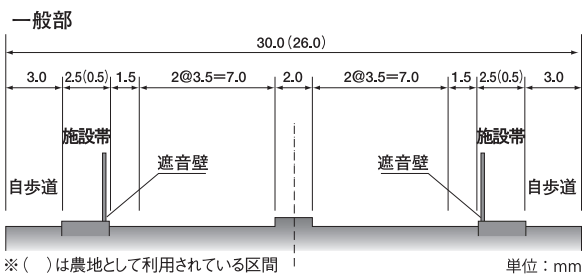 一般部
30.0(26.0)
3.0 2.5(0.5) 1.5 2@3.5=7.0 2.0 2@3.5=7.0 1.5 2.5(0.5) 3.0
施設帯 施設帯
遮音壁 遮音壁
自歩道 自歩道
※( )は農地として利用されている区間 単位:mm